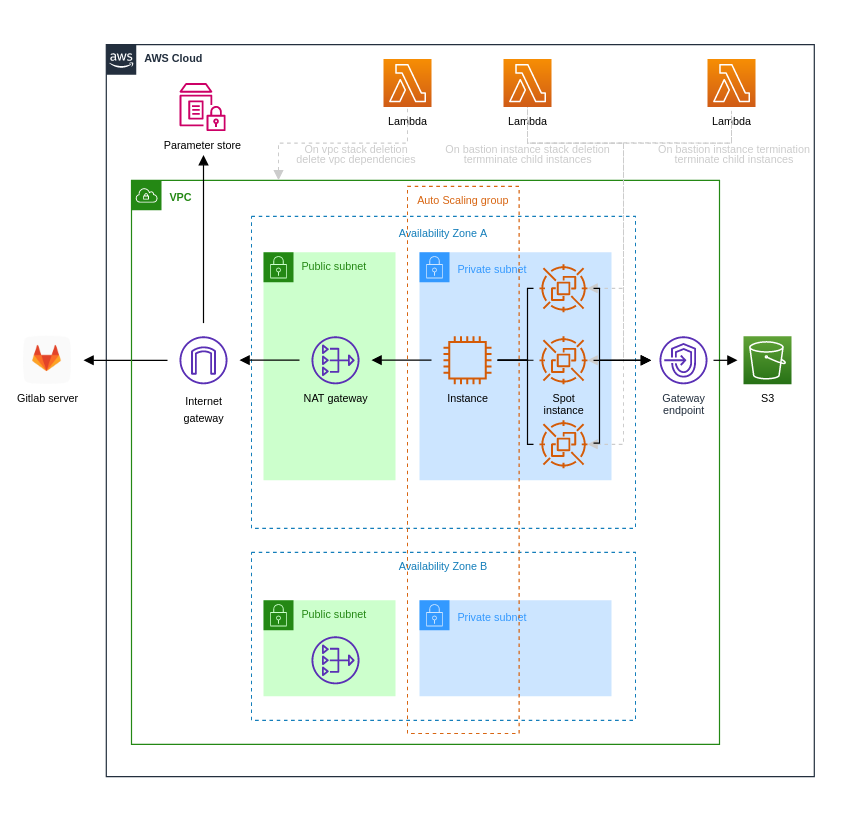 aws
AWS Cloud
Lambda
Lambda
Lambda
Parameter store
On vpc stack deletion
delete vpc dependencies
On bastion instance stack deletion
termminate child instances
On bastion instance termination
terminate child instances
VPC
Auto Scaling group
Availability Zone A
Public subnet
Private subnet
Gitlab server
Internet
gateway
NAT gateway
Instance
Spot
instance
Gateway
endpoint
S3
Availability Zone B
Public subnet
Private subnet